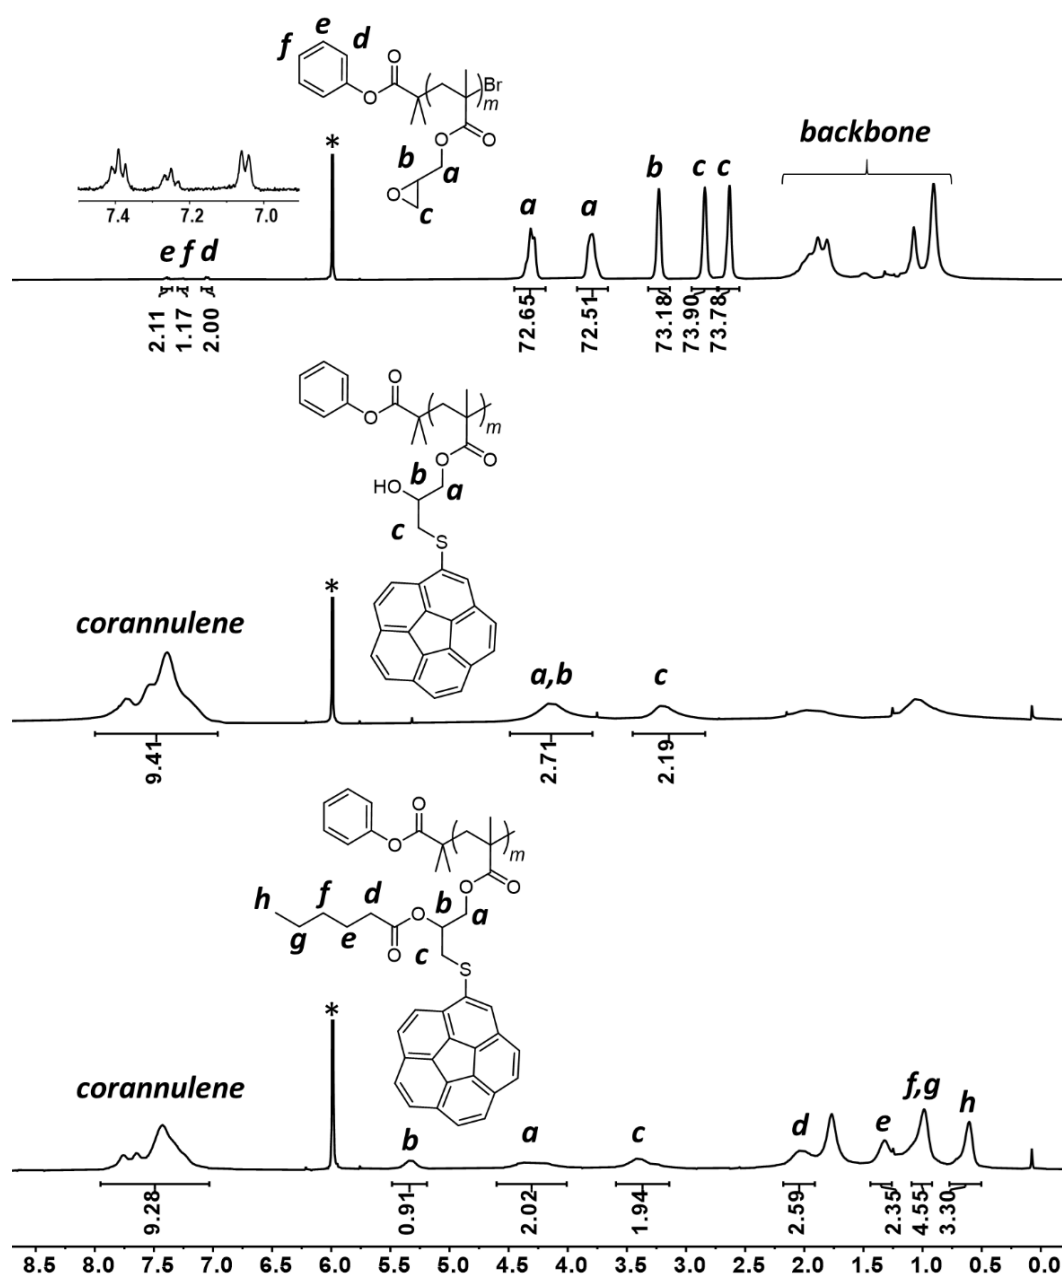 e
f d
O
Br
m
O
O
O
b
a
O
c
*
backbone
b c c
a a
7.4 7.2 7.0
e f d
2.11 1.17 2.00 72.65 72.51 73.18 73.90 73.78
O
O
m
O
O
b
HO a
c
S
*
corannulene
a,b c
9.41 2.71 2.19
O
O
m
O
O
h f d b
O a
g e
O c
S
*
corannulene
b a c d e f,g h
9.28 0.91 2.02 1.94 2.59 2.35 4.55 3.30
8.5 8.0 7.5 7.0 6.5 6.0 5.5 5.0 4.5 4.0 3.5 3.0 2.5 2.0 1.5 1.0 0.5 0.0